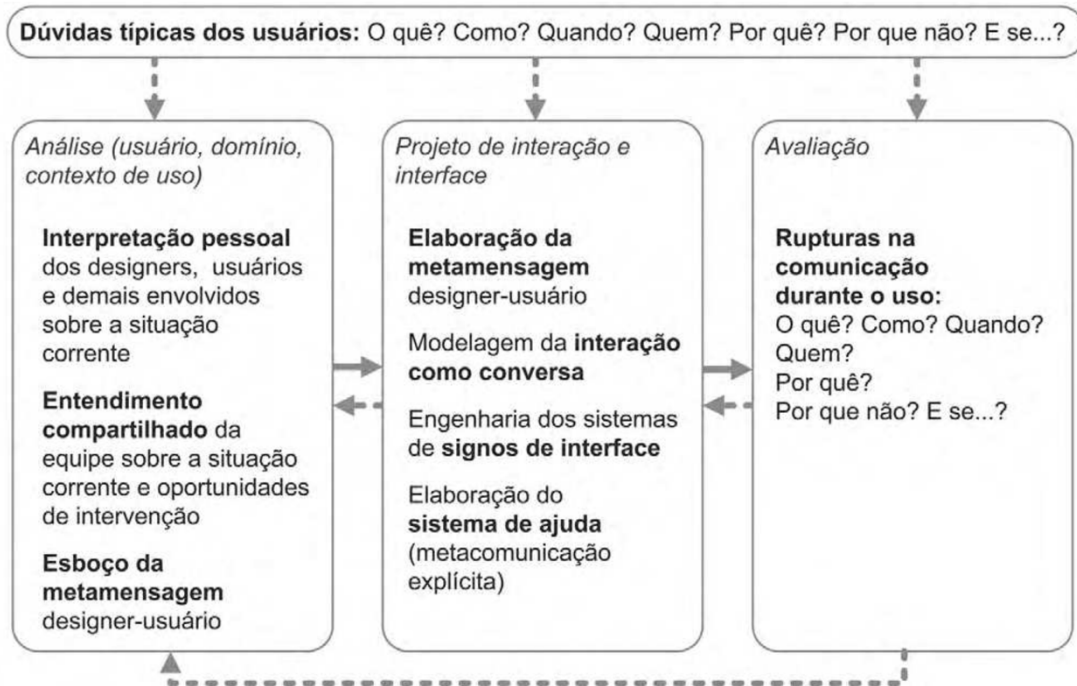 Dúvidas típicas dos usuários: O quê? Como? Quando? Quem? Por quê? Por que não? E se...?
Análise (usuário, domínio,
contexto de uso)
Interpretação pessoal
dos designers, usuários
e demais envolvidos
sobre a situação
corrente
Entendimento
compartilhado da
equipe sobre a situação
corrente e oportunidades
de intervenção
Esboço da
metamensagem
designer-usuário
Projeto de interação e
interface
Elaboração da
metamensagem
designer-usuário
Modelagem da interação
como conversa
Engenharia dos sistemas
de signos de interface
Elaboração do
sistema de ajuda
(metacomunicação
explícita)
Avaliação
Rupturas na
comunicação
durante o uso:
O quê? Como? Quando?
Quem?
Por quê?
Por que não? E se...?